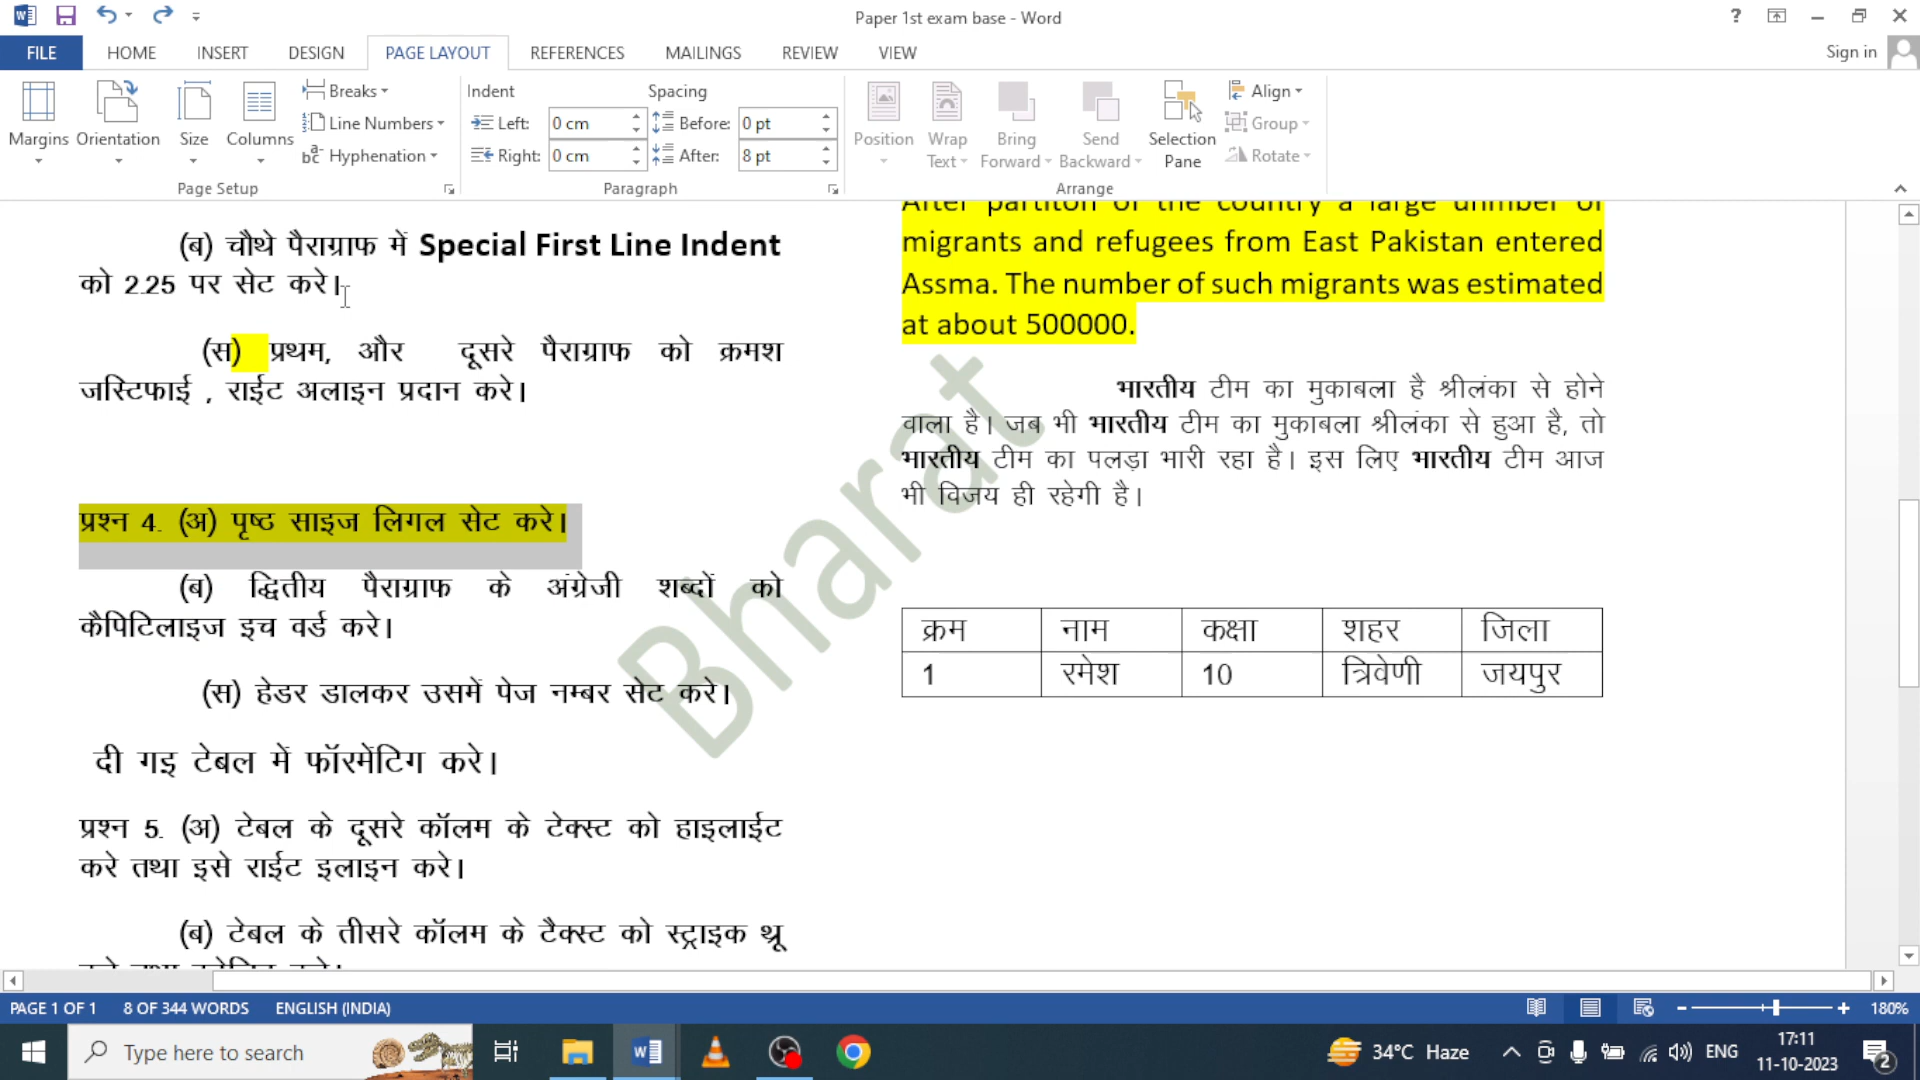 Paper 1st exam base - Word
?
FILE HOME INSERT DESIGN PAGE LAYOUT REFERENCES MAILINGS REVIEW VIEW
Sign in
Margins
Orientation
Size
Columns
Breaks
Line Numbers
Hyphenation
Page Setup
Indent
Left: 0 cm
Right: 0 cm
Spacing
Before: 0 pt
After: 8 pt
Paragraph
Position
Wrap Text
Bring Forward
Send Backward
Selection Pane
Align
Group
Rotate
Arrange
(ब) चौथे पैराग्राफ में Special First Line Indent
को 2.25 पर सेट करे।
(स) प्रथम, और दूसरे पैराग्राफ को क्रमश
जस्टिफाई , राईट अलाइन प्रदान करे।
प्रश्न 4. (अ) पृष्ठ साइज लिगल सेट करे।
(ब) द्वितीय पैराग्राफ के अंग्रेजी शब्दों को
कैपिटिलाइज इच वर्ड करे।
(स) हेडर डालकर उसमें पेज नम्बर सेट करे।
दी गइ टेबल में फॉरमेंटिग करे।
प्रश्न 5. (अ) टेबल के दूसरे कॉलम के टेक्स्ट को हाइलाईट
करे तथा इसे राईट इलाइन करे।
(ब) टेबल के तीसरे कॉलम के टैक्स्ट को स्ट्राइक थ्रू
After partiton of the country a large unmber of
migrants and refugees from East Pakistan entered
Assma. The number of such migrants was estimated
at about 500000.
भारतीय टीम का मुकाबला है श्रीलंका से होने
वाला है। जब भी भारतीय टीम का मुकाबला श्रीलंका से हुआ है, तो
भारतीय टीम का पलड़ा भारी रहा है। इस लिए भारतीय टीम आज
भी विजय ही रहेगी है।
क्रम नाम कक्षा शहर जिला
1 रमेश 10 त्रिवेणी जयपुर
Bharat
PAGE 1 OF 1 8 OF 344 WORDS ENGLISH (INDIA)
180%
Type here to search
34°C Haze
ENG
17:11
11-10-2023
2